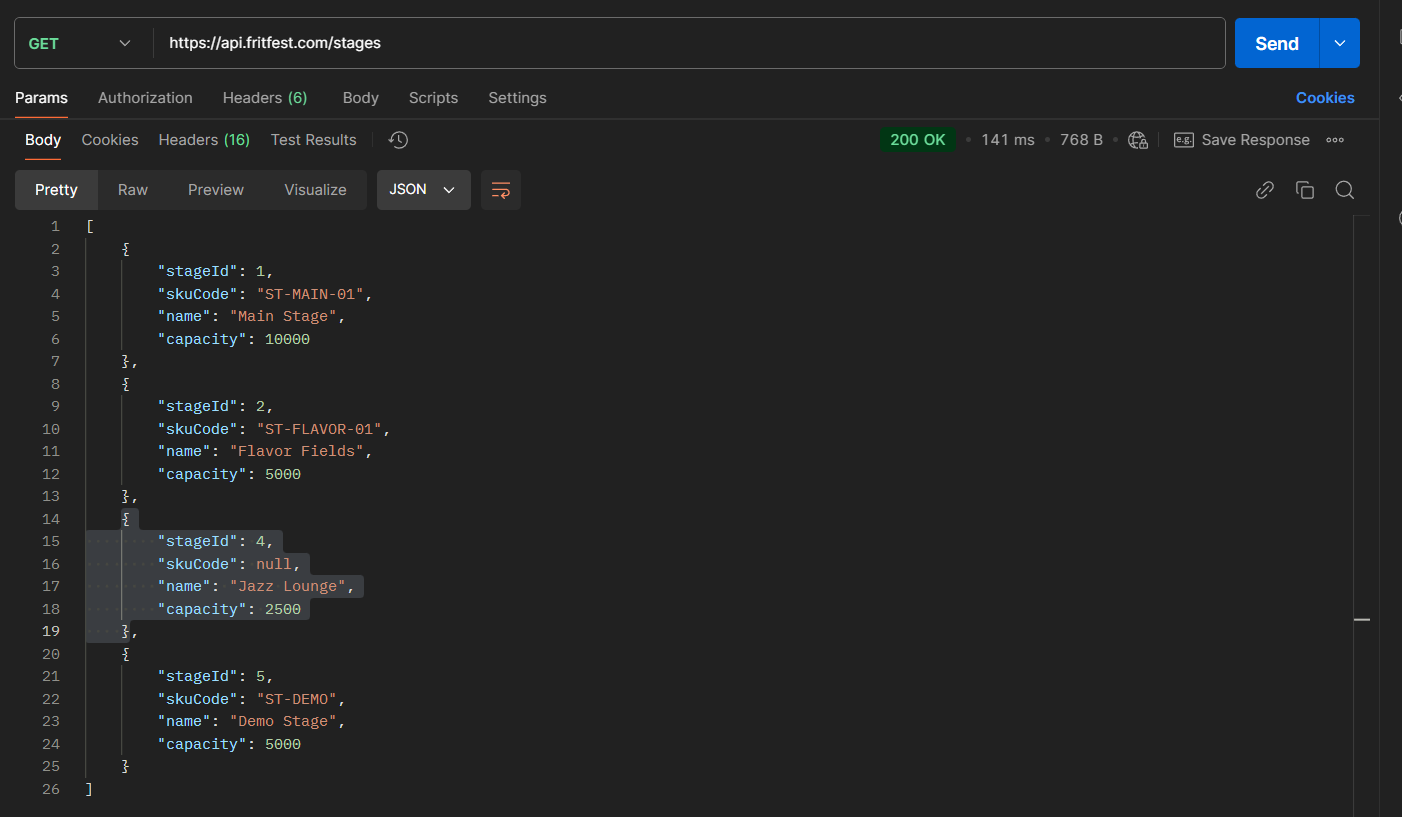 GET https://api.fritfest.com/stages Send
Params Authorization Headers (6) Body Scripts Settings Cookies
Body Cookies Headers (16) Test Results 200 OK • 141 ms • 768 B • e.g. Save Response
Pretty Raw Preview Visualize JSON
1 [
2 {
3 "stageId": 1,
4 "skuCode": "ST-MAIN-01",
5 "name": "Main Stage",
6 "capacity": 10000
7 },
8 {
9 "stageId": 2,
10 "skuCode": "ST-FLAVOR-01",
11 "name": "Flavor Fields",
12 "capacity": 5000
13 },
14 {
15 "stageId": 4,
16 "skuCode": null,
17 "name": "Jazz Lounge",
18 "capacity": 2500
19 },
20 {
21 "stageId": 5,
22 "skuCode": "ST-DEMO",
23 "name": "Demo Stage",
24 "capacity": 5000
25 }
26 ]